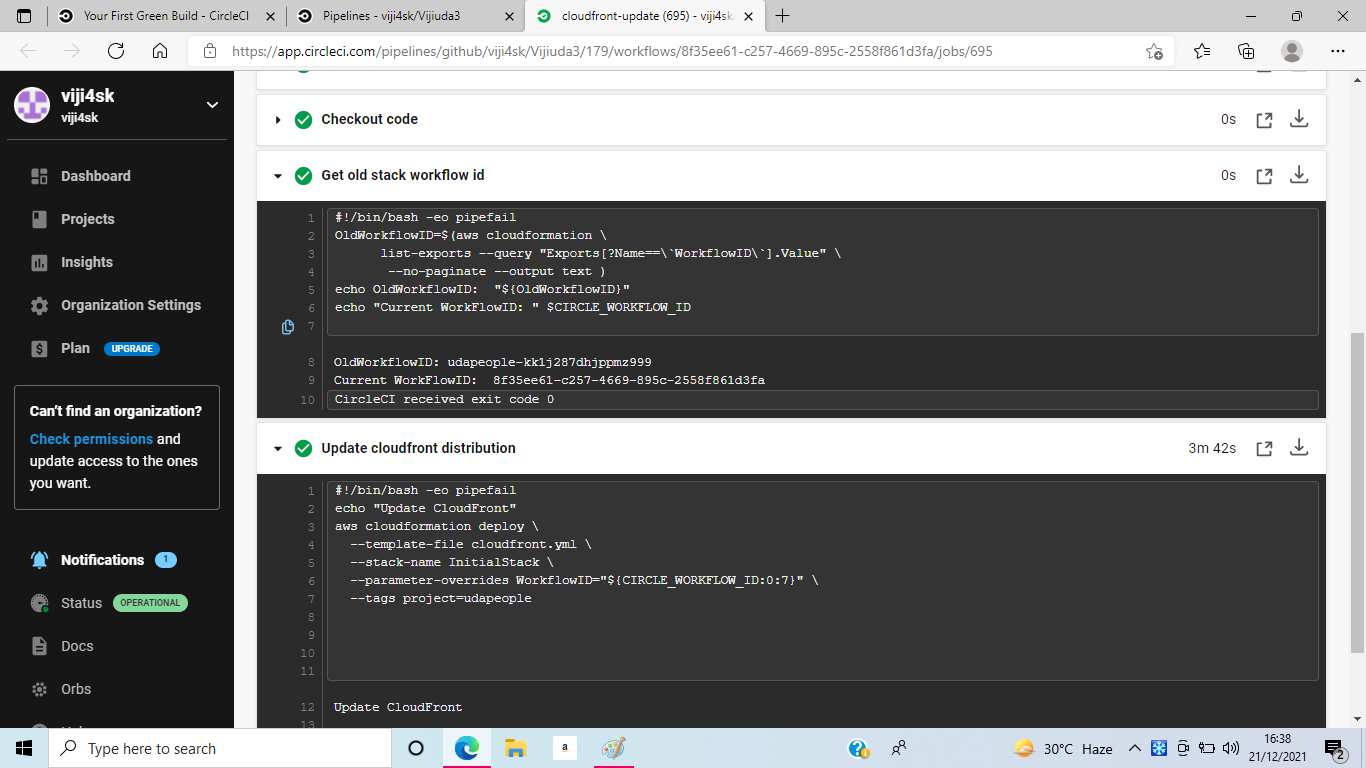 Your First Green Build - CircleCI
Pipelines - viji4sk/Vijiuda3
cloudfront-update (695) - viji4sk
https://app.circleci.com/pipelines/github/viji4sk/Vijiuda3/179/workflows/8f35ee61-c257-4669-895c-2558f861d3fa/jobs/695
viji4sk
viji4sk
Dashboard
Projects
Insights
Organization Settings
Plan UPGRADE
Can't find an organization?
Check permissions and
update access to the ones
you want.
Notifications 1
Status OPERATIONAL
Docs
Orbs
Checkout code 0s
Get old stack workflow id 0s
1 #!/bin/bash -eo pipefail
2 OldWorkflowID=$(aws cloudformation \
3 list-exports --query "Exports[?Name==\`WorkflowID\`].Value" \
4 --no-paginate --output text )
5 echo OldWorkflowID: "${OldWorkflowID}"
6 echo "Current WorkFlowID: " $CIRCLE_WORKFLOW_ID
7
8 OldWorkflowID: udapeople-kk1j287dhjppmz999
9 Current WorkFlowID: 8f35ee61-c257-4669-895c-2558f861d3fa
10 CircleCI received exit code 0
Update cloudfront distribution 3m 42s
1 #!/bin/bash -eo pipefail
2 echo "Update CloudFront"
3 aws cloudformation deploy \
4 --template-file cloudfront.yml \
5 --stack-name InitialStack \
6 --parameter-overrides WorkflowID="${CIRCLE_WORKFLOW_ID:0:7}" \
7 --tags project=udapeople
8
9
10
11
12 Update CloudFront
13
Type here to search
a
30°C Haze
16:38
21/12/2021
2